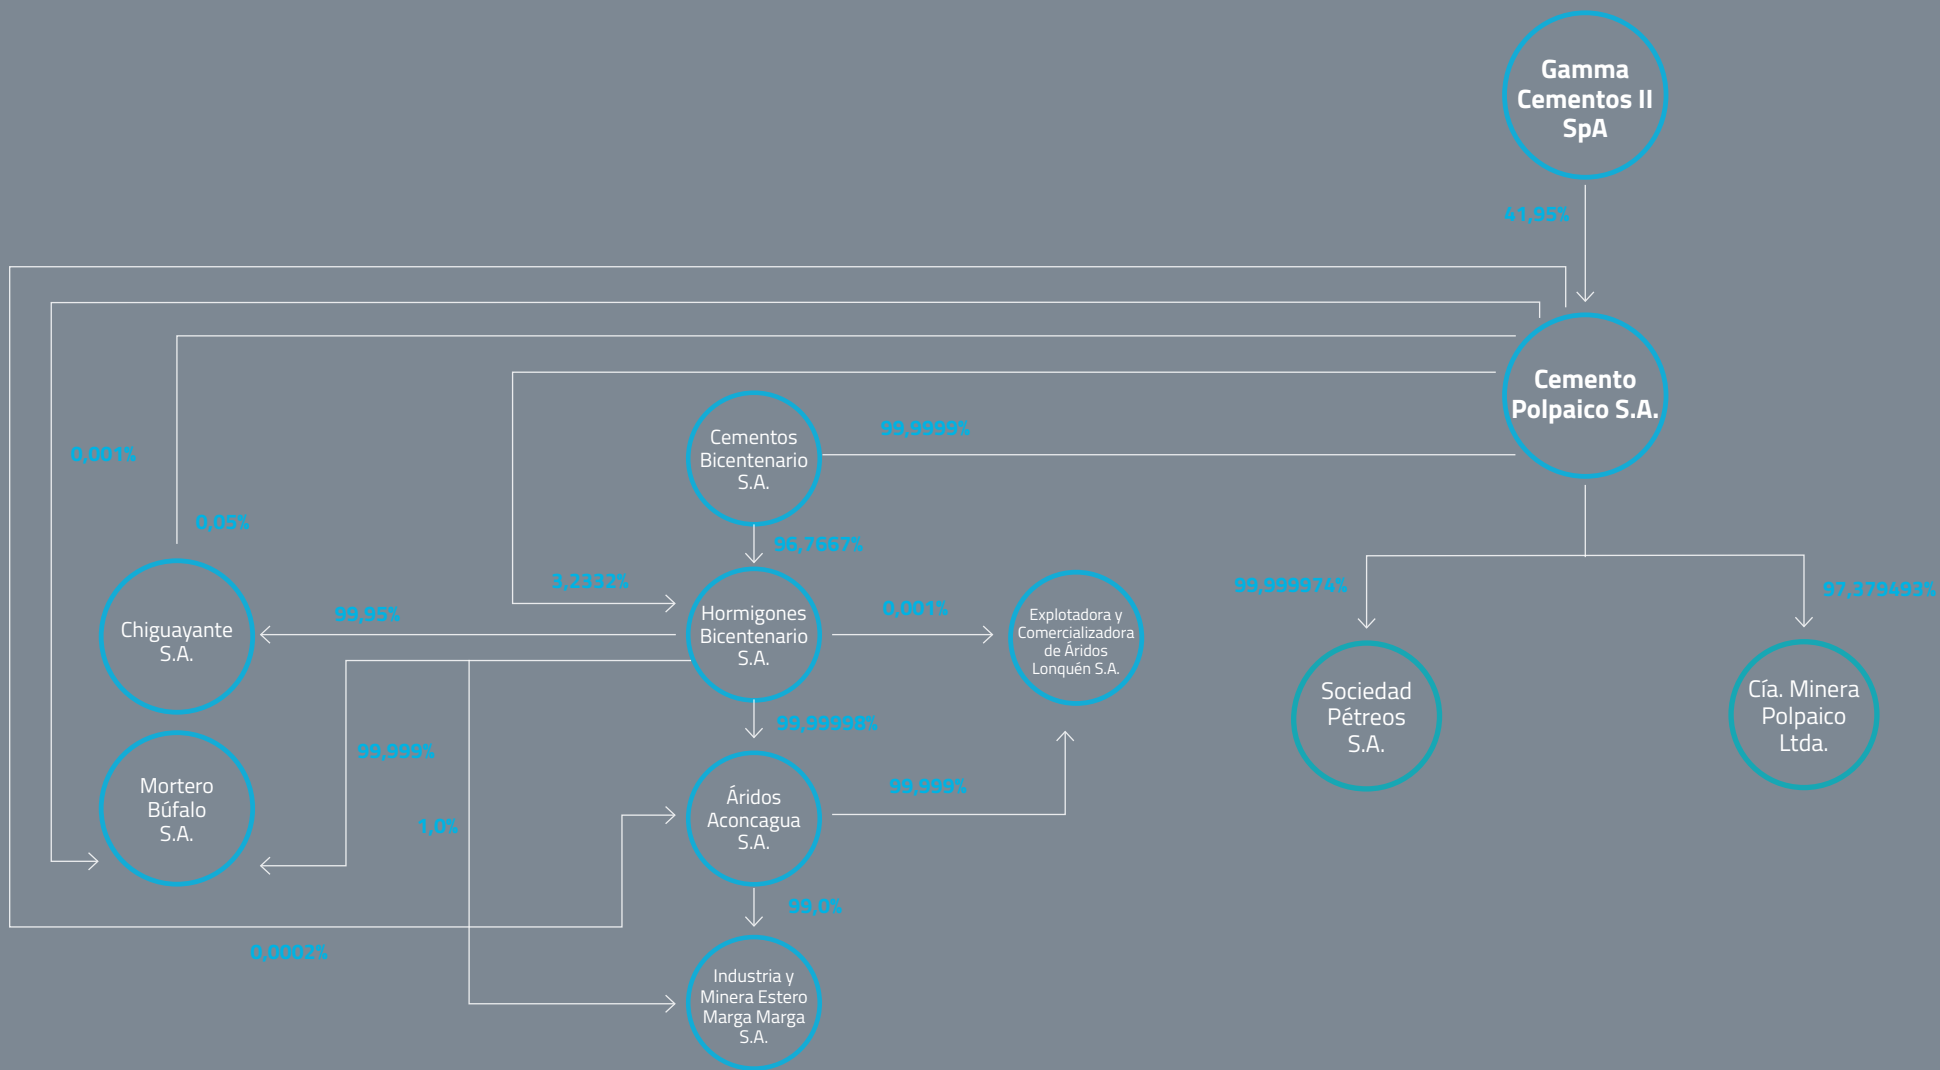 Gamma
Cementos II
SpA
41,95%
Cemento
Polpaico S.A.
Cementos
Bicentenario
S.A.
99,9999%
0,001%
0,05%
96,7667%
3,2332%
99,95%
Hormigones
Bicentenario
S.A.
0,001%
Explotadora y
Comercializadora
de Áridos
Lonquén S.A.
99,999974%
97,379493%
Chiguayante
S.A.
Sociedad
Pétreos
S.A.
Cía. Minera
Polpaico
Ltda.
99,99998%
99,999%
Mortero
Búfalo
S.A.
1,0%
Áridos
Aconcagua
S.A.
99,999%
99,0%
0,0002%
Industria y
Minera Estero
Marga Marga
S.A.